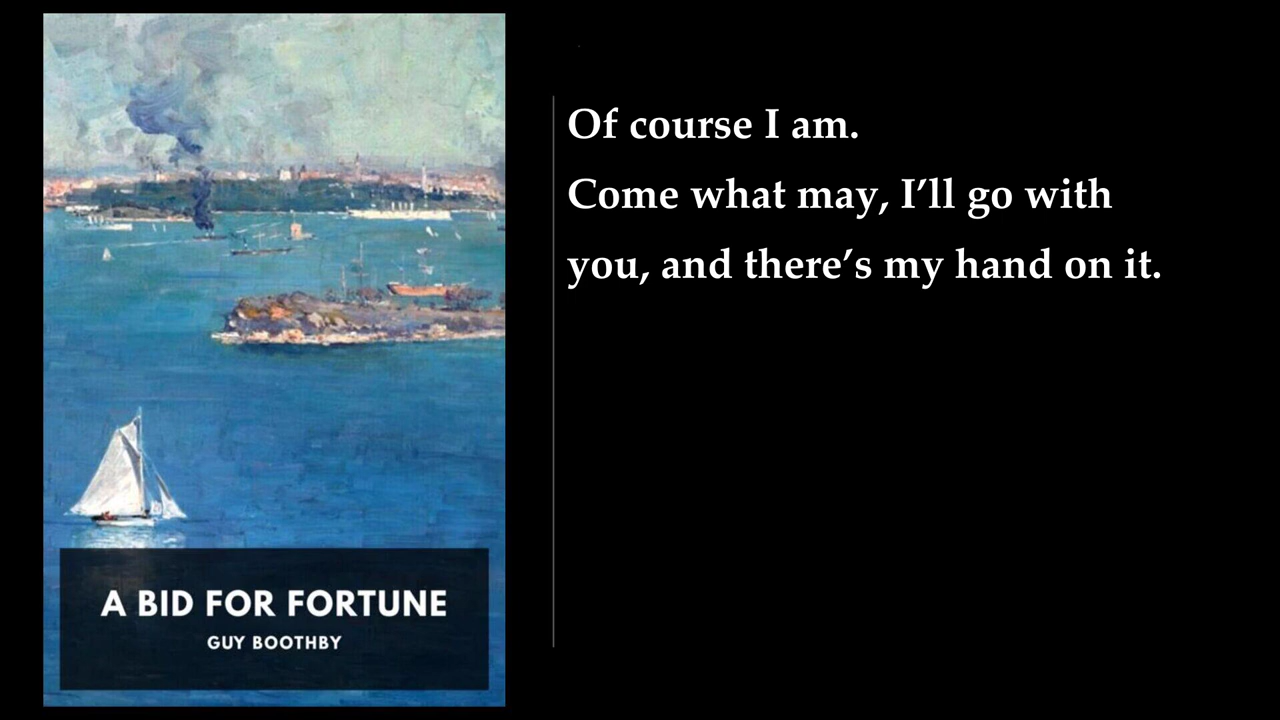 Of course I am.
Come what may, I’ll go with
you, and there’s my hand on it.
A BID FOR FORTUNE
GUY BOOTHBY